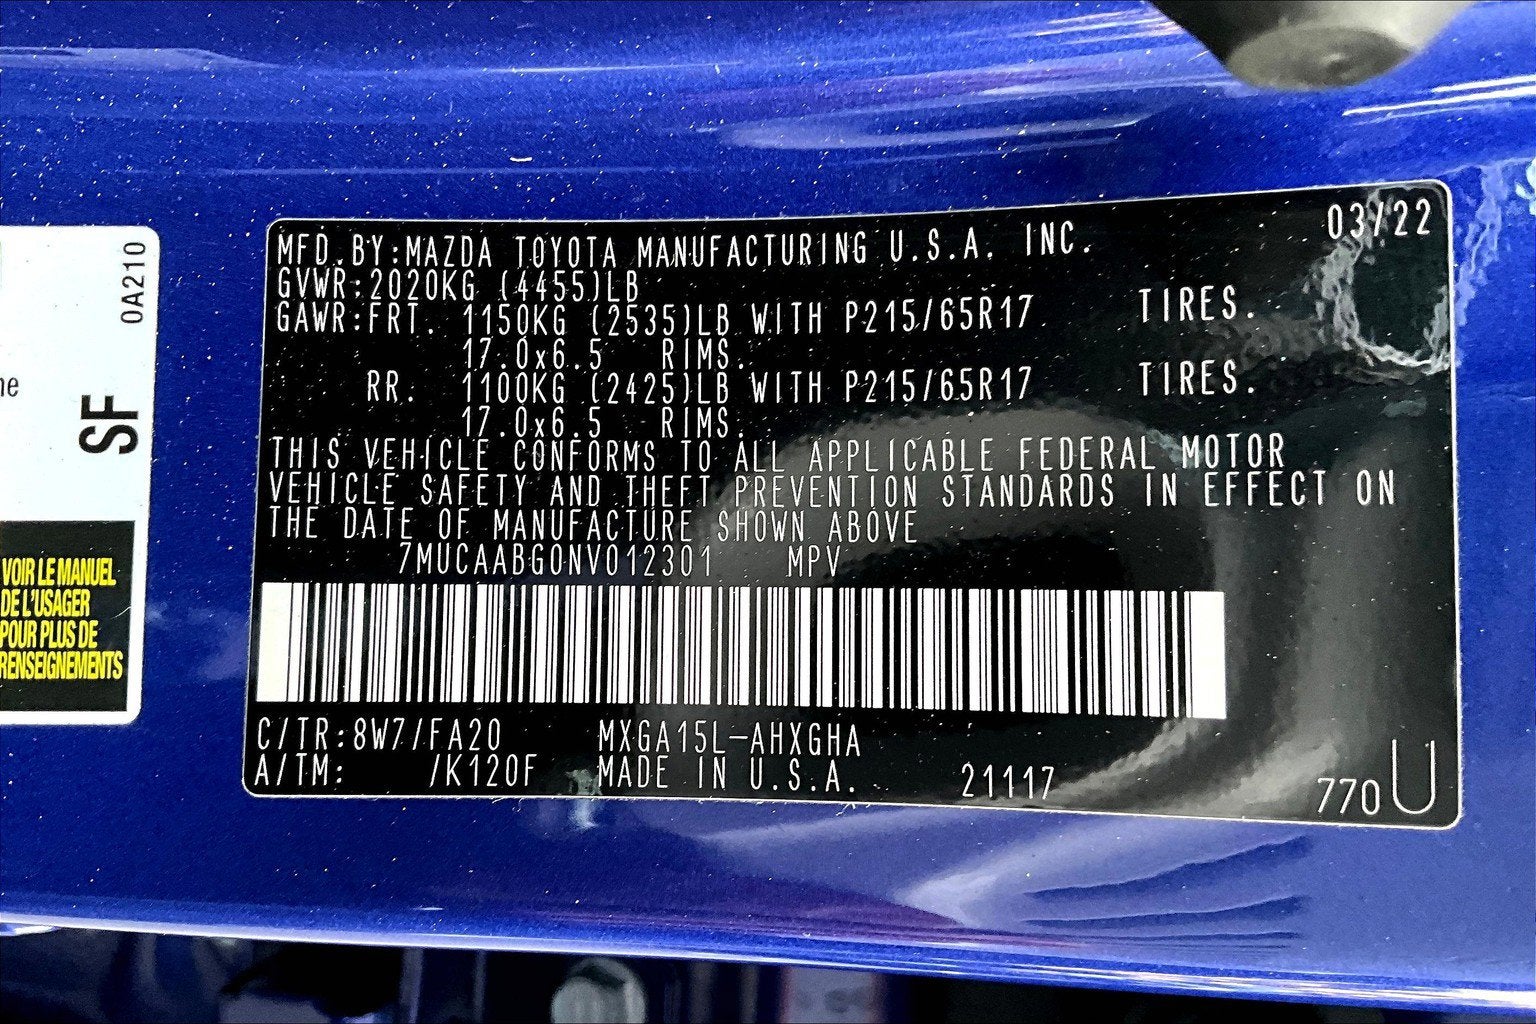 MFD.BY:MAZDA TOYOTA MANUFACTURING U.S.A. INC. 03/22
GVWR:2020KG (4455)LB
GAWR:FRT. 1150KG (2535)LB WITH P215/65R17 TIRES.
17.0x6.5 RIMS.
RR. 1100KG (2425)LB WITH P215/65R17 TIRES.
17.0x6.5 RIMS.
THIS VEHICLE CONFORMS TO ALL APPLICABLE FEDERAL MOTOR
VEHICLE SAFETY AND THEFT PREVENTION STANDARDS IN EFFECT ON
THE DATE OF MANUFACTURE SHOWN ABOVE
7MUCAABG0NV012301 MPV
C/TR:8W7/FA20 MXGA15L-AHXGHA
A/TM: /K120F MADE IN U.S.A. 21117 770U
0A210
SF
VOIR LE MANUEL
DE L'USAGER
POUR PLUS DE
RENSEIGNEMENTS